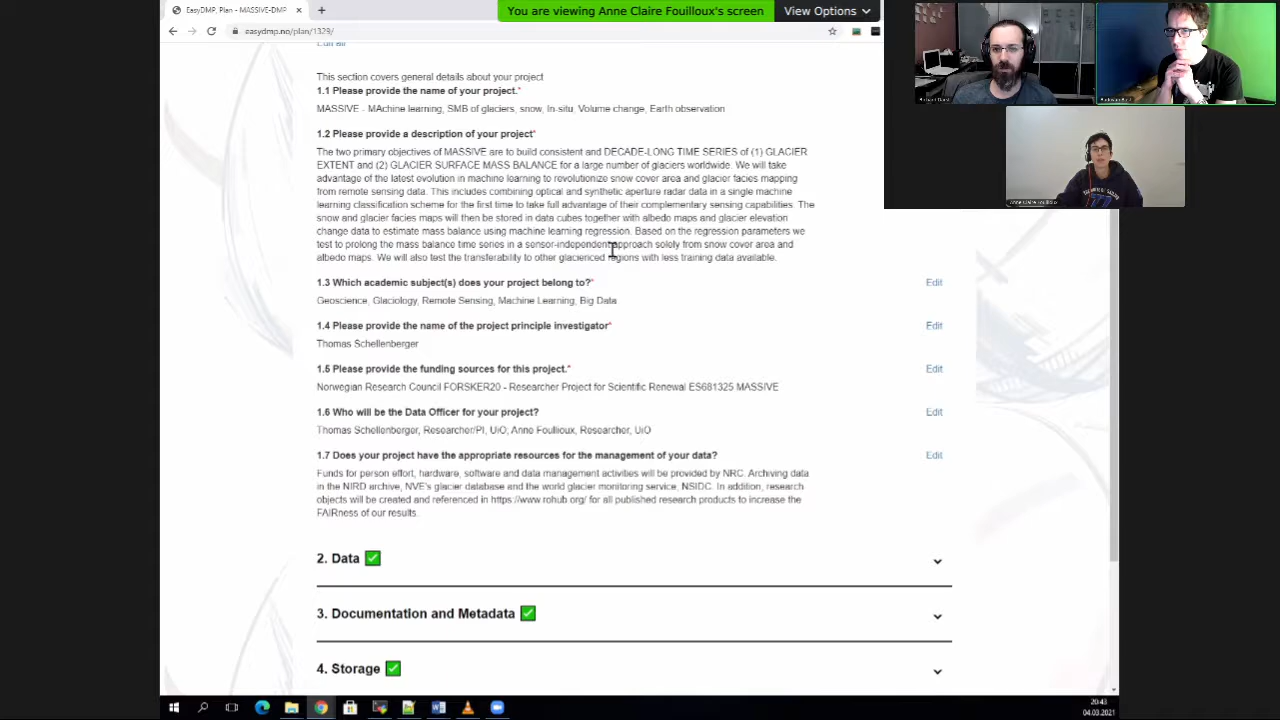 EasyDMP, Plan - MASSIVE-DMP
You are viewing Anne Claire Fouilloux's screen
View Options
easydmp.no/plan/1329/
Edit all
This section covers general details about your project
1.1 Please provide the name of your project.*
MASSIVE - MAchine learning, SMB of glaciers, snow, In-situ, Volume change, Earth observation
1.2 Please provide a description of your project*
The two primary objectives of MASSIVE are to build consistent and DECADE-LONG TIME SERIES of (1) GLACIER
EXTENT and (2) GLACIER SURFACE MASS BALANCE for a large number of glaciers worldwide. We will take
advantage of the latest evolution in machine learning to revolutionize snow cover area and glacier facies mapping
from remote sensing data. This includes combining optical and synthetic aperture radar data in a single machine
learning classification scheme for the first time to take full advantage of their complementary sensing capabilities. The
snow and glacier facies maps will then be stored in data cubes together with albedo maps and glacier elevation
change data to estimate mass balance using machine learning regression. Based on the regression parameters we
test to prolong the mass balance time series in a sensor-independent approach solely from snow cover area and
albedo maps. We will also test the transferability to other glacienced regions with less training data available.
1.3 Which academic subject(s) does your project belong to?*
Edit
Geoscience, Glaciology, Remote Sensing, Machine Learning, Big Data
1.4 Please provide the name of the project principle investigator*
Edit
Thomas Schellenberger
1.5 Please provide the funding sources for this project.*
Edit
Norwegian Research Council FORSKER20 - Researcher Project for Scientific Renewal ES681325 MASSIVE
1.6 Who will be the Data Officer for your project?
Edit
Thomas Schellenberger, Researcher/PI, UiO; Anne Foullioux, Researcher, UiO
1.7 Does your project have the appropriate resources for the management of your data?
Edit
Funds for person effort, hardware, software and data management activities will be provided by NRC. Archiving data
in the NIRD archive, NVE's glacier database and the world glacier monitoring service, NSIDC. In addition, research
objects will be created and referenced in https://www.rohub.org/ for all published research products to increase the
FAIRness of our results.
2. Data
3. Documentation and Metadata
4. Storage
Richard Darst
Anne Claire Fouilloux
20:43
04.03.2021